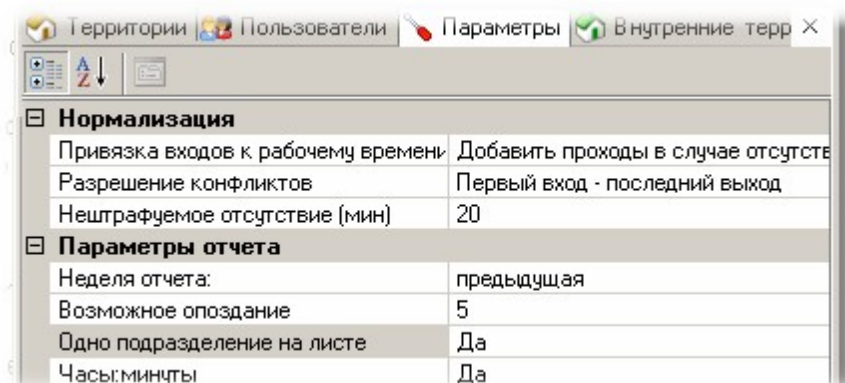 Территории Пользователи Параметры Внутренние терр
Нормализация
Привязка входов к рабочему времени Добавить проходы в случае отсутств
Разрешение конфликтов Первый вход - последний выход
Нештрафуемое отсутствие (мин) 20
Параметры отчета
Неделя отчета: предыдущая
Возможное опоздание 5
Одно подразделение на листе Да
Часы:минуты Да